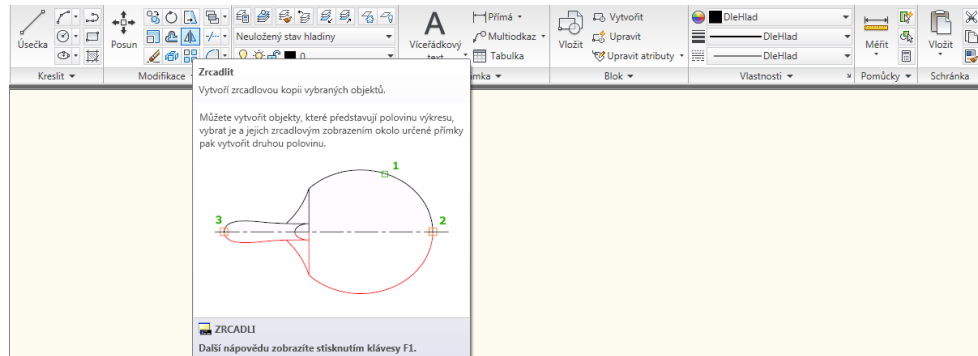 Úsečka
Posun
Neuložený stav hladiny
0
A
Víceřádkový
text
Přímá
Multiodkaz
Tabulka
Vložit
Vytvořit
Upravit
Upravit atributy
DleHlad
DleHlad
DleHlad
Měřit
Vložit
Kreslit
Modifikace
Blok
Vlastnosti
Pomůcky
Schránka
Zrcadlit
Vytvoří zrcadlovou kopii vybraných objektů.
Můžete vytvořit objekty, které představují polovinu výkresu,
vybrat je a jejich zrcadlovým zobrazením okolo určené přímky
pak vytvořit druhou polovinu.
1
3
2
ZRCADLI
Další nápovědu zobrazíte stisknutím klávesy F1.